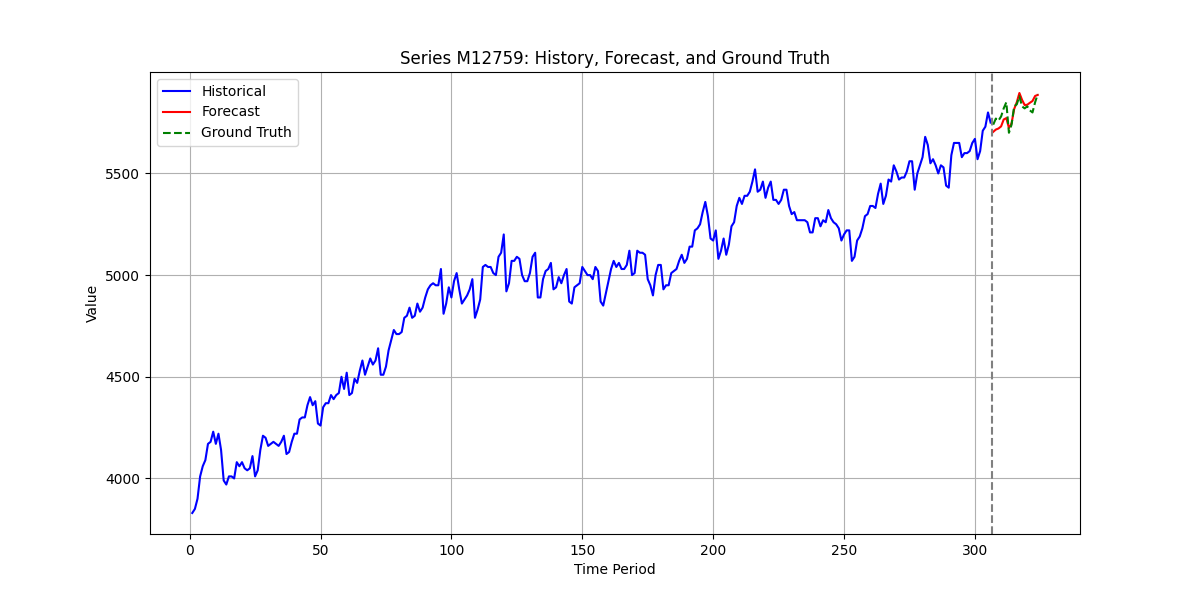 Series M12759: History, Forecast, and Ground Truth
Historical
Forecast
Ground Truth
5500
5000
4500
4000
Value
0 50 100 150 200 250 300
Time Period